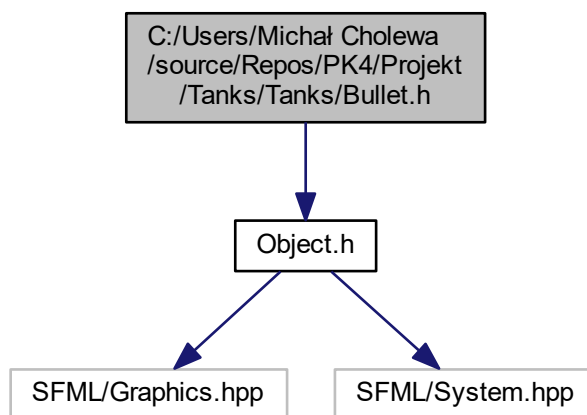 C:/Users/Michał Cholewa
/source/Repos/PK4/Projekt
/Tanks/Tanks/Bullet.h
Object.h
SFML/Graphics.hpp
SFML/System.hpp